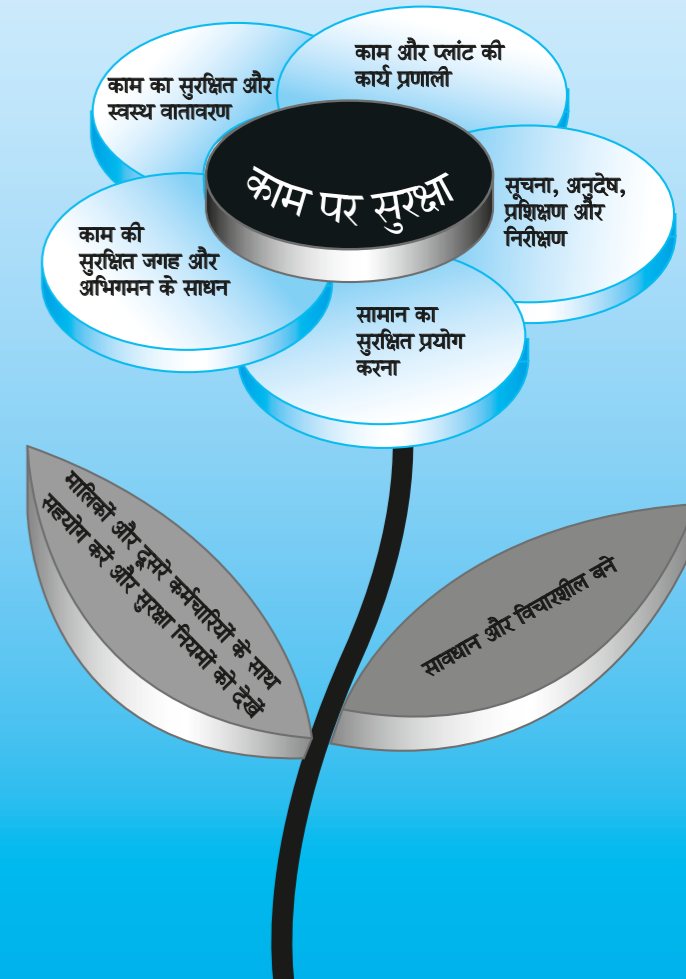 काम का सुरक्षित और
स्वस्थ वातावरण
काम और प्लांट की
कार्य प्रणाली
काम पर सुरक्षा
सूचना, अनुदेष,
प्रशिक्षण और
निरीक्षण
काम की
सुरक्षित जगह और
अभिगमन के साधन
सामान का
सुरक्षित प्रयोग
करना
मालिकों और दूसरे कर्मचारियों के साथ
सहयोग करें और सुरक्षा नियमों को देखें
सावधान और विचारशील बने